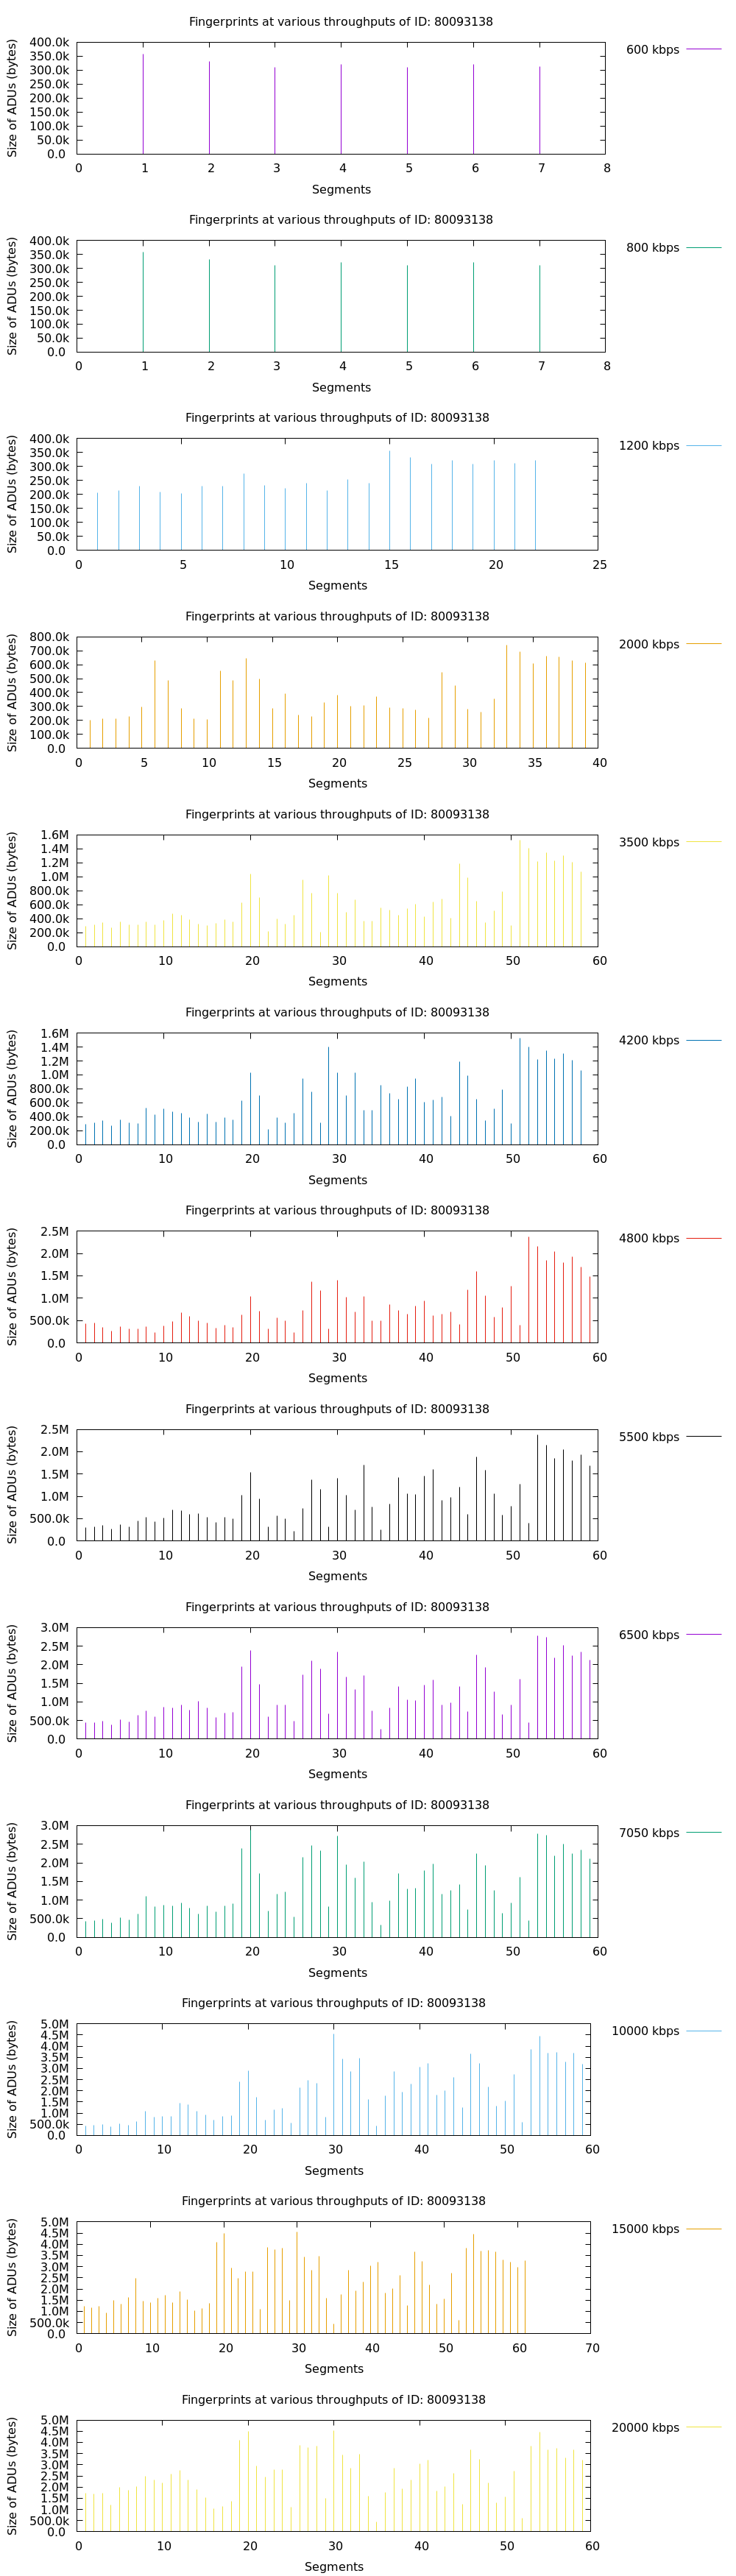 Fingerprints at various throughputs of ID: 80093138
600 kbps
Size of ADUs (bytes)
400.0k
350.0k
300.0k
250.0k
200.0k
150.0k
100.0k
50.0k
0.0
0 1 2 3 4 5 6 7 8
Segments
Fingerprints at various throughputs of ID: 80093138
800 kbps
Size of ADUs (bytes)
400.0k
350.0k
300.0k
250.0k
200.0k
150.0k
100.0k
50.0k
0.0
0 1 2 3 4 5 6 7 8
Segments
Fingerprints at various throughputs of ID: 80093138
1200 kbps
Size of ADUs (bytes)
400.0k
350.0k
300.0k
250.0k
200.0k
150.0k
100.0k
50.0k
0.0
0 5 10 15 20 25
Segments
Fingerprints at various throughputs of ID: 80093138
2000 kbps
Size of ADUs (bytes)
800.0k
700.0k
600.0k
500.0k
400.0k
300.0k
200.0k
100.0k
0.0
0 5 10 15 20 25 30 35 40
Segments
Fingerprints at various throughputs of ID: 80093138
3500 kbps
Size of ADUs (bytes)
1.6M
1.4M
1.2M
1.0M
800.0k
600.0k
400.0k
200.0k
0.0
0 10 20 30 40 50 60
Segments
Fingerprints at various throughputs of ID: 80093138
4200 kbps
Size of ADUs (bytes)
1.6M
1.4M
1.2M
1.0M
800.0k
600.0k
400.0k
200.0k
0.0
0 10 20 30 40 50 60
Segments
Fingerprints at various throughputs of ID: 80093138
4800 kbps
Size of ADUs (bytes)
2.5M
2.0M
1.5M
1.0M
500.0k
0.0
0 10 20 30 40 50 60
Segments
Fingerprints at various throughputs of ID: 80093138
5500 kbps
Size of ADUs (bytes)
2.5M
2.0M
1.5M
1.0M
500.0k
0.0
0 10 20 30 40 50 60
Segments
Fingerprints at various throughputs of ID: 80093138
6500 kbps
Size of ADUs (bytes)
3.0M
2.5M
2.0M
1.5M
1.0M
500.0k
0.0
0 10 20 30 40 50 60
Segments
Fingerprints at various throughputs of ID: 80093138
7050 kbps
Size of ADUs (bytes)
3.0M
2.5M
2.0M
1.5M
1.0M
500.0k
0.0
0 10 20 30 40 50 60
Segments
Fingerprints at various throughputs of ID: 80093138
10000 kbps
Size of ADUs (bytes)
5.0M
4.5M
4.0M
3.5M
3.0M
2.5M
2.0M
1.5M
1.0M
500.0k
0.0
0 10 20 30 40 50 60
Segments
Fingerprints at various throughputs of ID: 80093138
15000 kbps
Size of ADUs (bytes)
5.0M
4.5M
4.0M
3.5M
3.0M
2.5M
2.0M
1.5M
1.0M
500.0k
0.0
0 10 20 30 40 50 60 70
Segments
Fingerprints at various throughputs of ID: 80093138
20000 kbps
Size of ADUs (bytes)
5.0M
4.5M
4.0M
3.5M
3.0M
2.5M
2.0M
1.5M
1.0M
500.0k
0.0
0 10 20 30 40 50 60
Segments